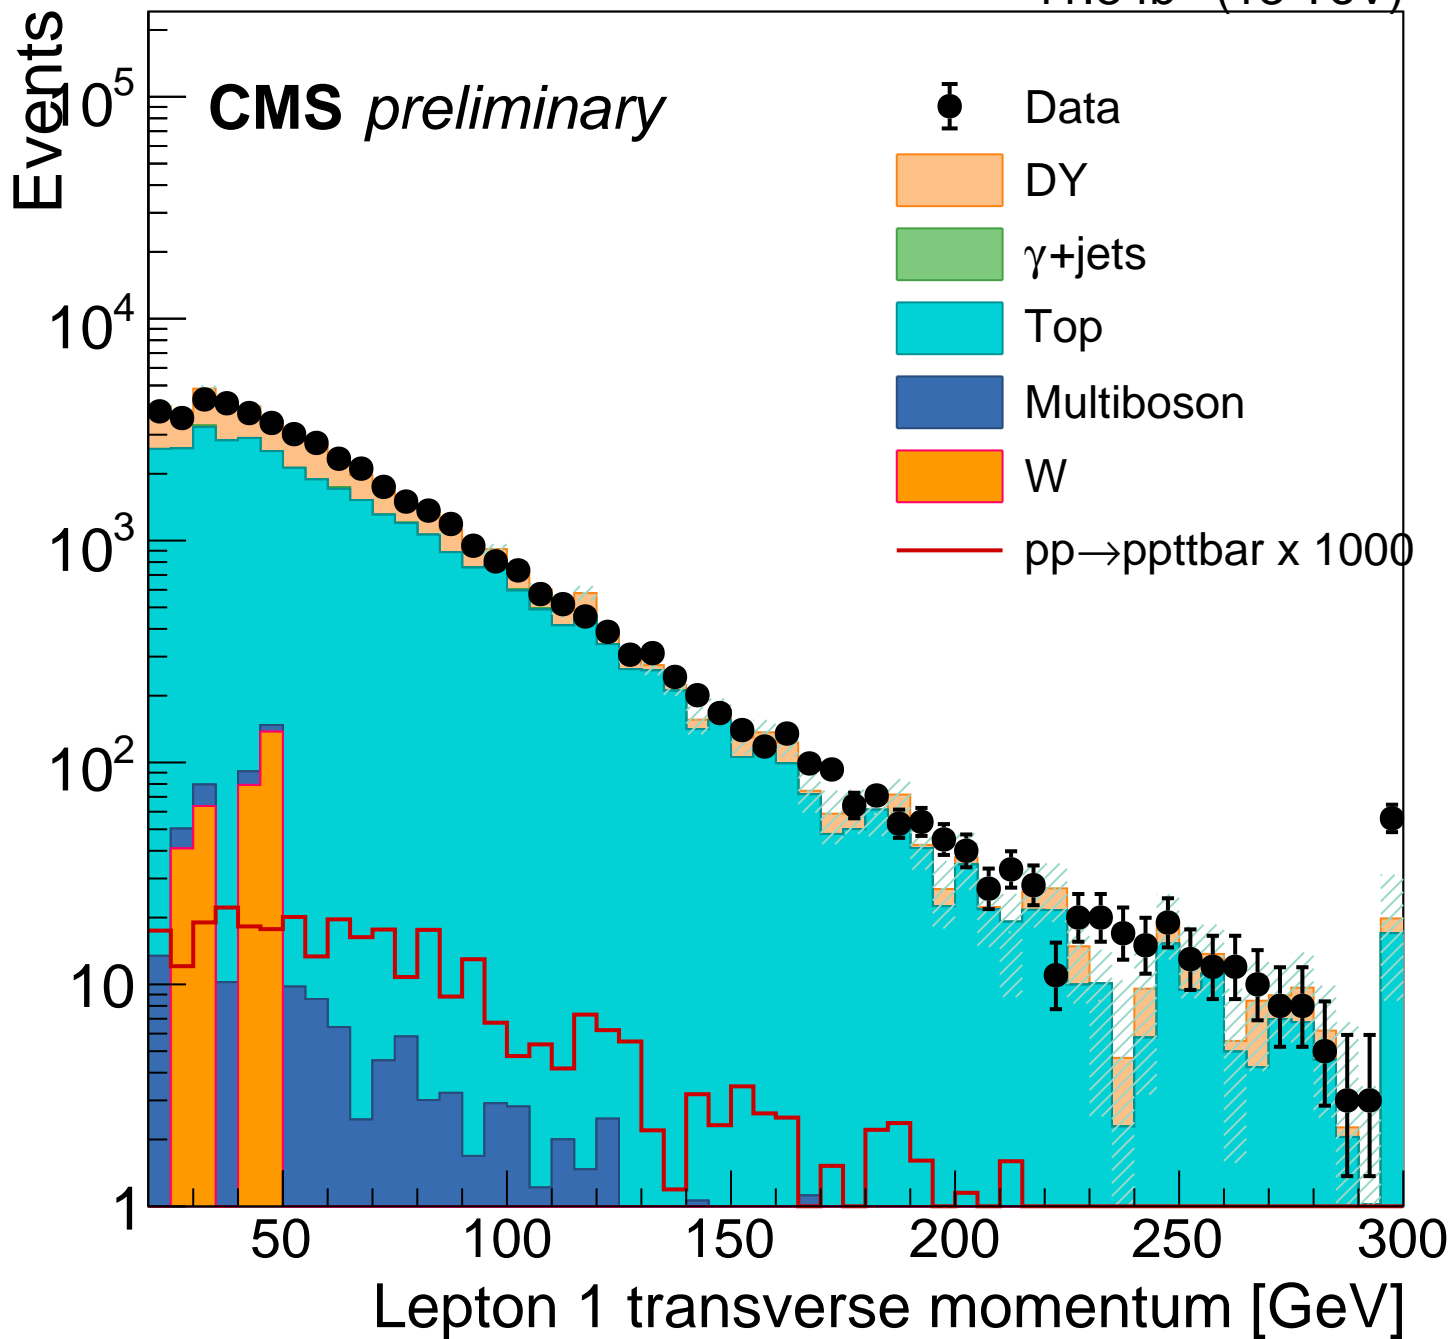 CMS preliminary
Events
Data
DY
γ+jets
Top
Multiboson
W
pp→ppttbar x 1000
10^5
10^4
10^3
10^2
10
1
50 100 150 200 250 300
Lepton 1 transverse momentum [GeV]